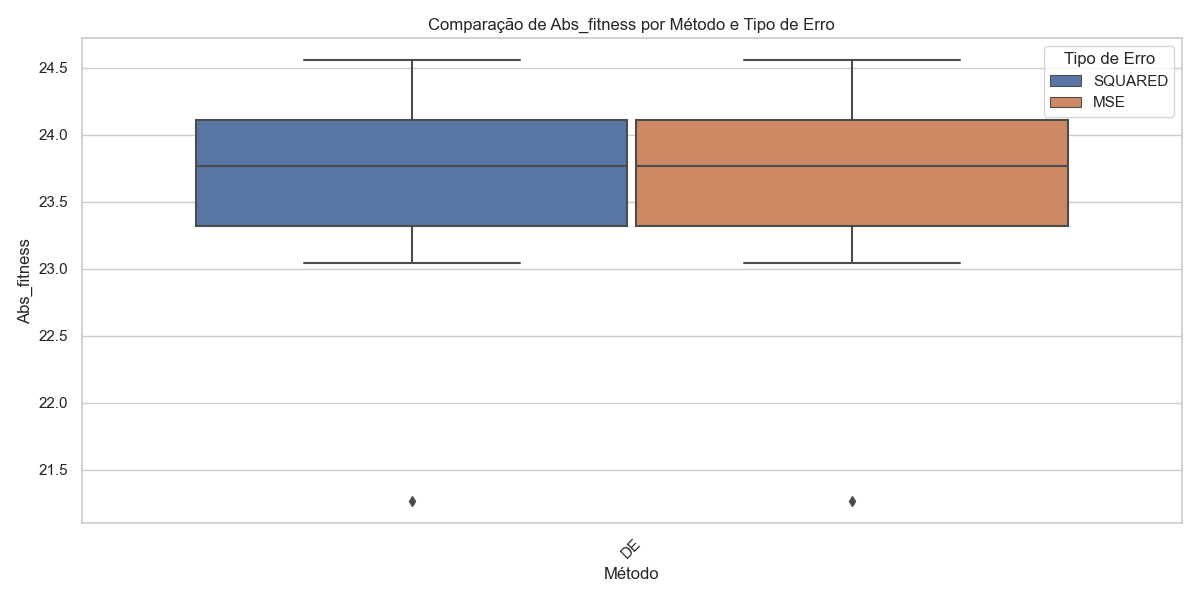 Comparação de Abs_fitness por Método e Tipo de Erro
Tipo de Erro
SQUARED
MSE
24.5
24.0
23.5
23.0
22.5
22.0
21.5
Abs_fitness
DE
Método